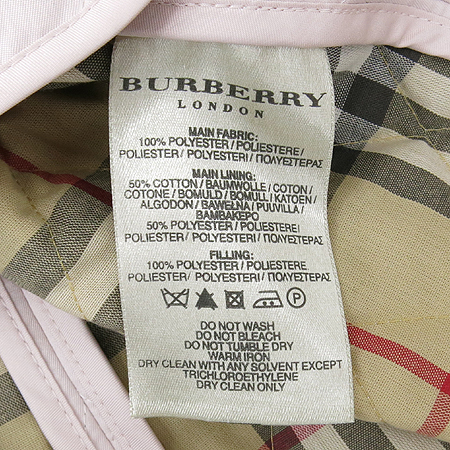 BURBERRY
LONDON
MAIN FABRIC:
100% POLYESTER / POLIESTERE /
POLIESTER / POLYESTERI / ΠΟΛΥΕΣΤΕΡΑΣ
MAIN LINING:
50% COTTON / BAUMWOLLE / COTON /
COTONE / BOMULD / BOMULL / KATOEN /
ALGODON / BAWEŁNA / PUUVILLA /
BAMBAKEPO
50% POLYESTER / POLIESTERE /
POLIESTER / POLYESTERI / ΠΟΛΥΕΣΤΕΡΑΣ
FILLING:
100% POLYESTER / POLIESTERE
POLIESTER / POLYESTERI / ΠΟΛΥΕΣΤΕΡΑΣ
P
DO NOT WASH
DO NOT BLEACH
DO NOT TUMBLE DRY
WARM IRON
DRY CLEAN WITH ANY SOLVENT EXCEPT
TRICHLOROETHYLENE
DRY CLEAN ONLY